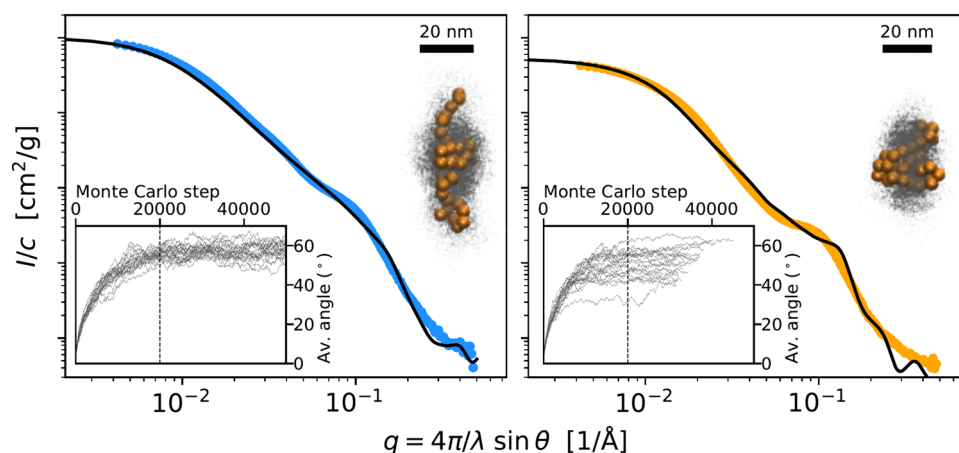 20 nm
20 nm
I/c [cm²/g]
Monte Carlo step
0 20000 40000
60
40
20
0
Av. angle (°)
Monte Carlo step
0 20000 40000
60
40
20
0
Av. angle (°)
10⁻² 10⁻¹
10⁻² 10⁻¹
q = 4π/λ sin θ [1/Å]